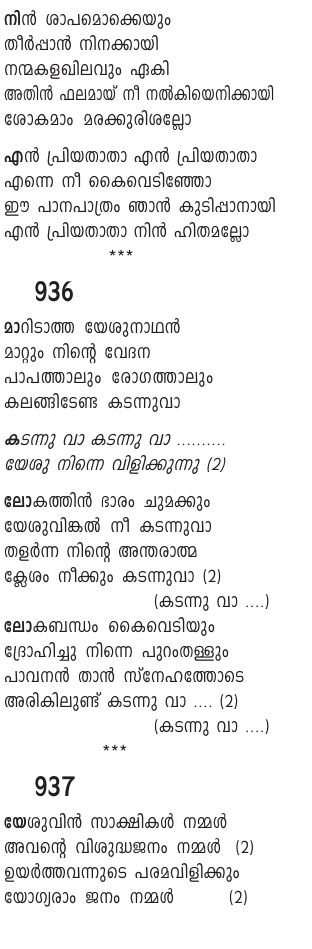 നിൻ ശാപമൊക്കെയും
തീർപ്പാൻ നിനക്കായി
നന്മകളഖിലവും ഏകി
അതിൻ ഫലമായ് നീ നൽകിയെനിക്കായി
ശോകമാം മരക്കുരിശല്ലോ
എൻ പ്രിയതാതാ എൻ പ്രിയതാതാ
എന്നെ നീ കൈവെടിഞ്ഞോ
ഈ പാനപാത്രം ഞാൻ കുടിപ്പാനായി
എൻ പ്രിയതാതാ നിൻ ഹിതമല്ലോ
***
936
മാറിടാത്ത യേശുനാഥൻ
മാറ്റും നിന്റെ വേദന
പാപത്താലും രോഗത്താലും
കലങ്ങിടേണ്ട കടന്നുവാ
കടന്നു വാ കടന്നു വാ ..........
യേശു നിന്നെ വിളിക്കുന്നു (2)
ലോകത്തിൻ ഭാരം ചുമക്കും
യേശുവിങ്കൽ നീ കടന്നുവാ
തളർന്ന നിന്റെ അന്തരാത്മ
ക്ലേശം നീക്കും കടന്നുവാ (2)
(കടന്നു വാ ....)
ലോകബന്ധം കൈവെടിയും
ദ്രോഹിച്ചു നിന്നെ പുറംതള്ളും
പാവനൻ താൻ സ്നേഹത്തോടെ
അരികിലുണ്ട് കടന്നു വാ .... (2)
(കടന്നു വാ ....)
***
937
യേശുവിൻ സാക്ഷികൾ നമ്മൾ
അവന്റെ വിശുദ്ധജനം നമ്മൾ (2)
ഉയർത്തവന്നുടെ പരമവിളിക്കും
യോഗ്യരാം ജനം നമ്മൾ (2)